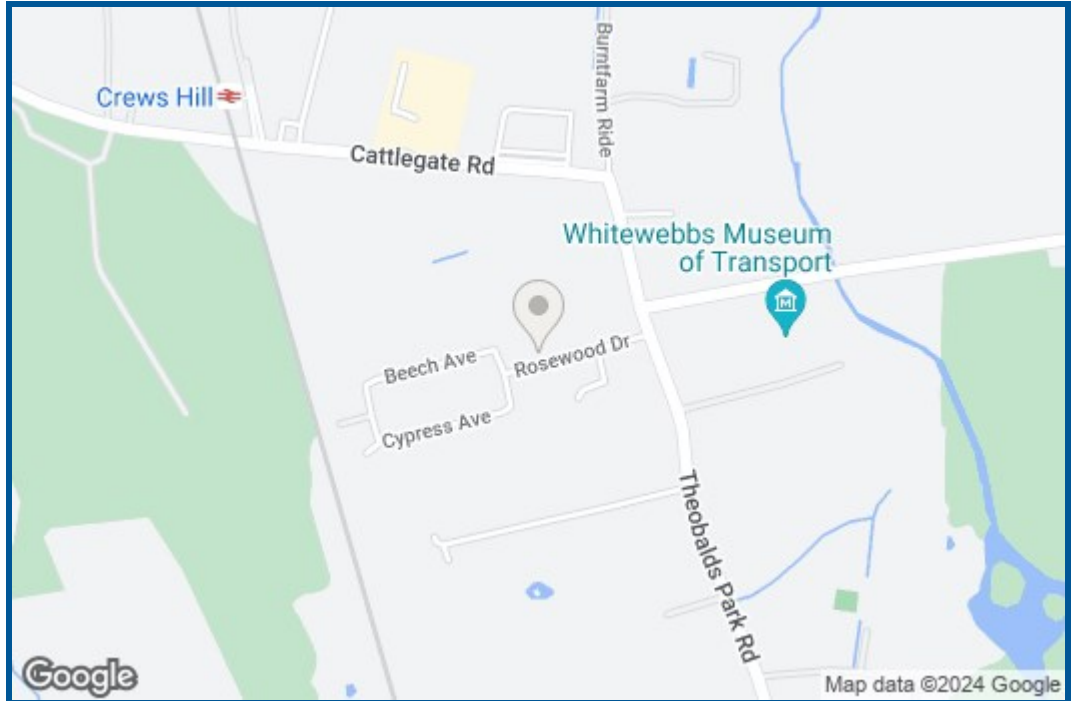 Burntfarm Ride
Crews Hill
Cattlegate Rd
Whitewebbs Museum
of Transport
M
Rosewood Dr
Beech Ave
Cypress Ave
Theobalds Park Rd
Google
Map data ©2024 Google